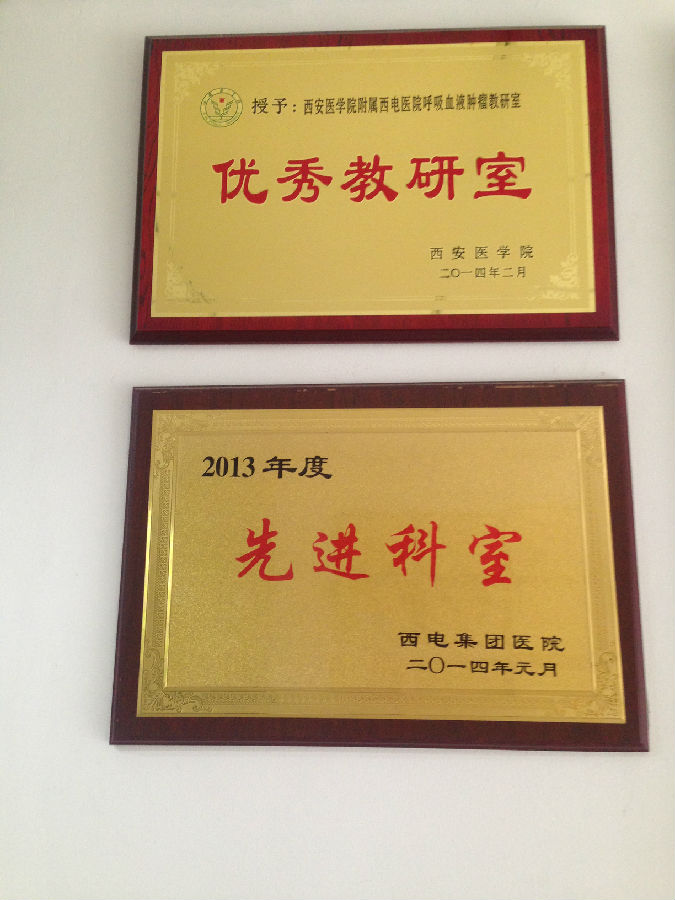 授予：西安医学院附属西电医院呼吸血液肿瘤教研室
优秀教研室
西安医学院
二〇一四年二月
2013年度
先进科室
西电集团医院
二〇一四年元月